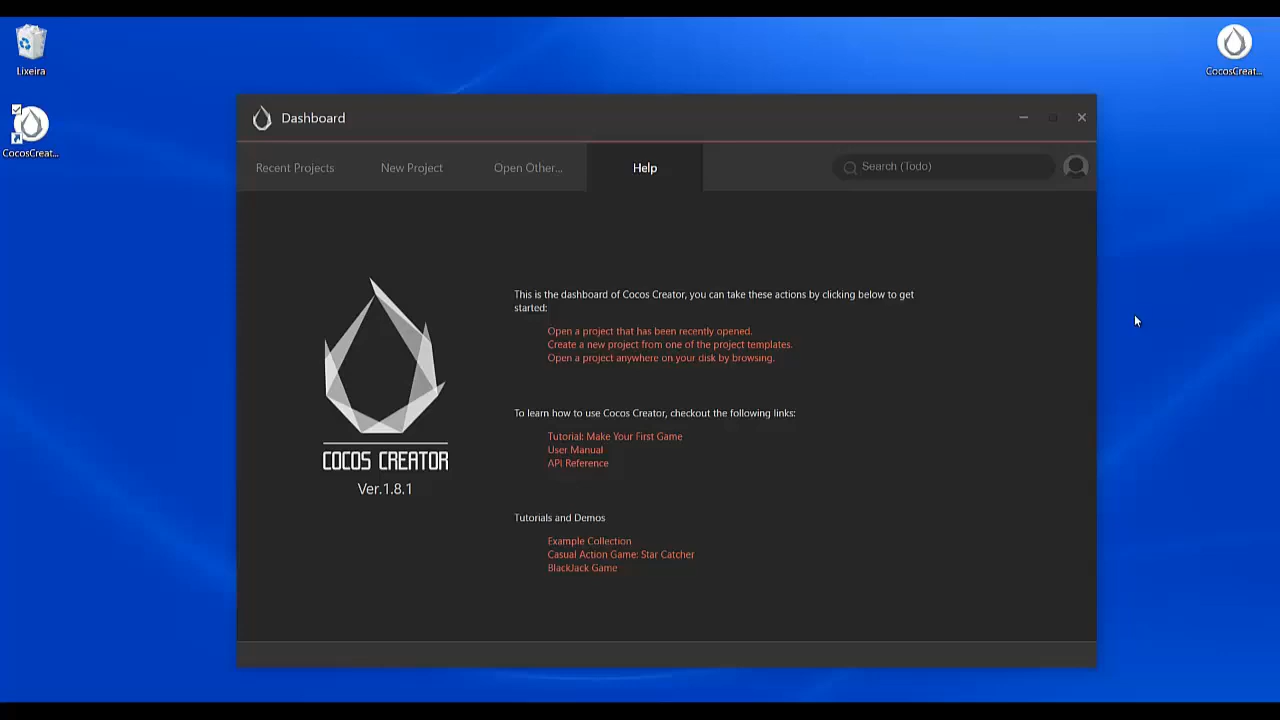 Lixeira
CocosCreat...
CocosCreat...
Dashboard
Recent Projects
New Project
Open Other...
Help
Search (Todo)
This is the dashboard of Cocos Creator, you can take these actions by clicking below to get
started:
Open a project that has been recently opened.
Create a new project from one of the project templates.
Open a project anywhere on your disk by browsing.
To learn how to use Cocos Creator, checkout the following links:
Tutorial: Make Your First Game
User Manual
API Reference
COCOS CREATOR
Ver.1.8.1
Tutorials and Demos
Example Collection
Casual Action Game: Star Catcher
BlackJack Game